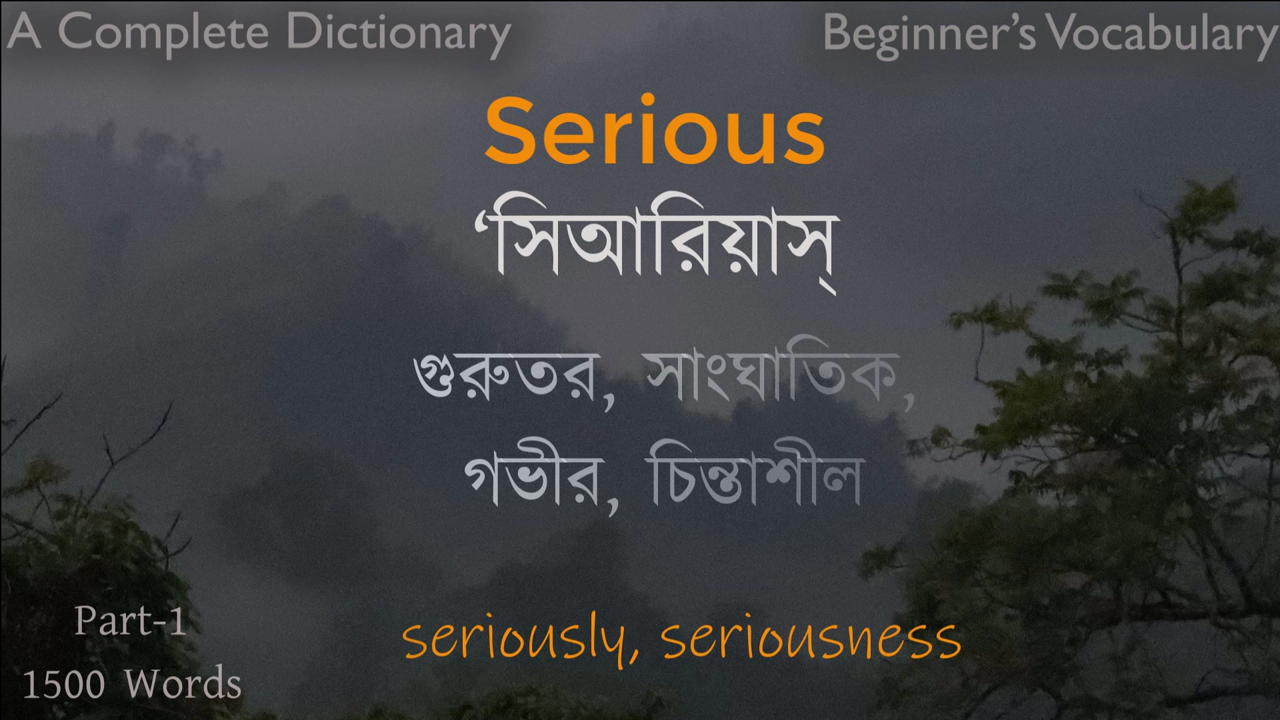 A Complete Dictionary
Beginner’s Vocabulary
Serious
‘সিআরিয়াস্
গুরুতর, সাংঘাতিক,
গভীর, চিন্তাশীল
seriously, seriousness
Part-1
1500 Words